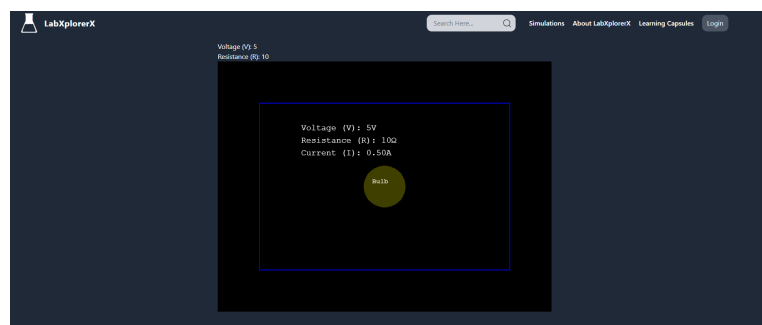 LabXplorerX
Search Here...
Simulations About LabXplorerX Learning Capsules Login
Voltage (V): 5
Resistance (R): 10
Voltage (V): 5V
Resistance (R): 10Ω
Current (I): 0.50A
Bulb